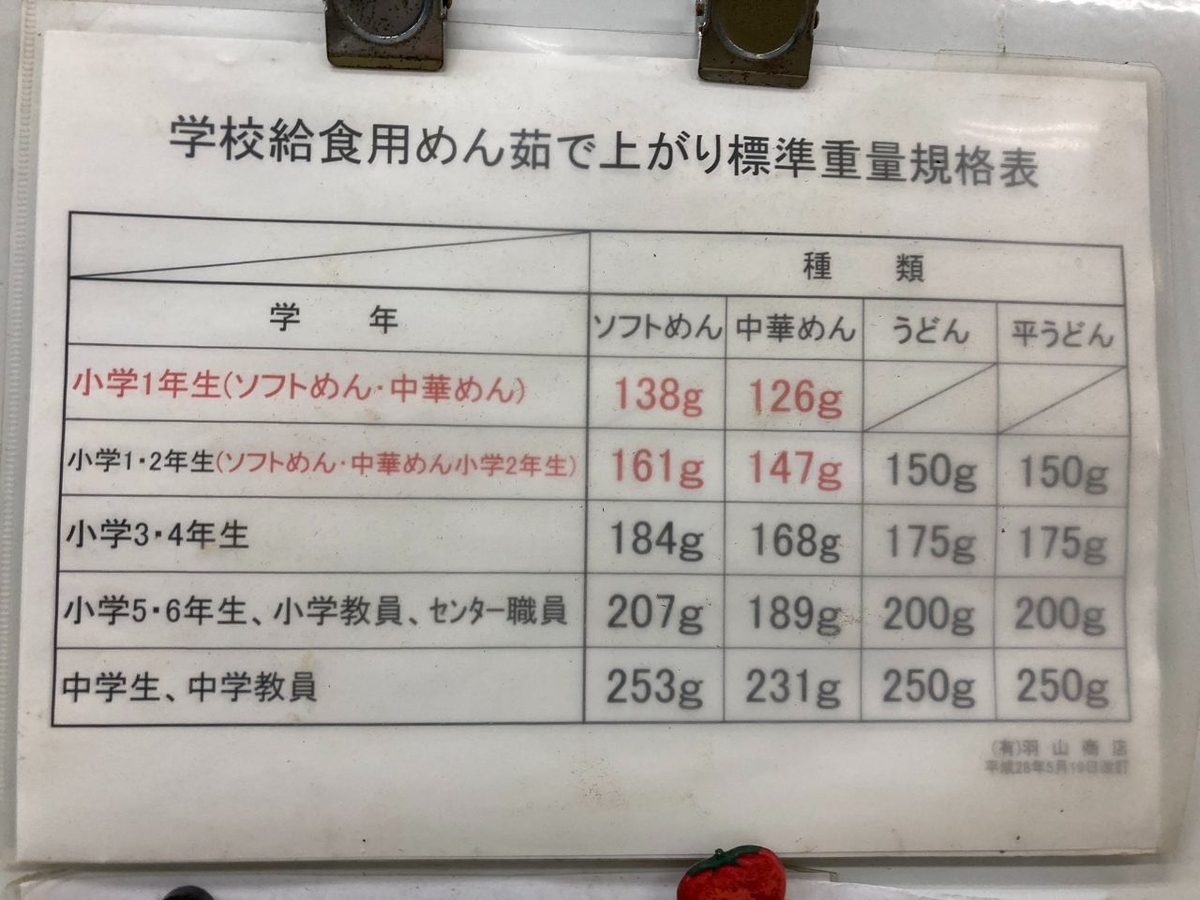 学校給食用めん茹で上がり標準重量規格表
種 類
学 年 ソフトめん 中華めん うどん 平うどん
小学1年生(ソフトめん・中華めん) 138g 126g
小学1・2年生(ソフトめん・中華めん小学2年生) 161g 147g 150g 150g
小学3・4年生 184g 168g 175g 175g
小学5・6年生、小学教員、センター職員 207g 189g 200g 200g
中学生、中学教員 253g 231g 250g 250g
(有)羽山商店
平成28年5月19日改訂